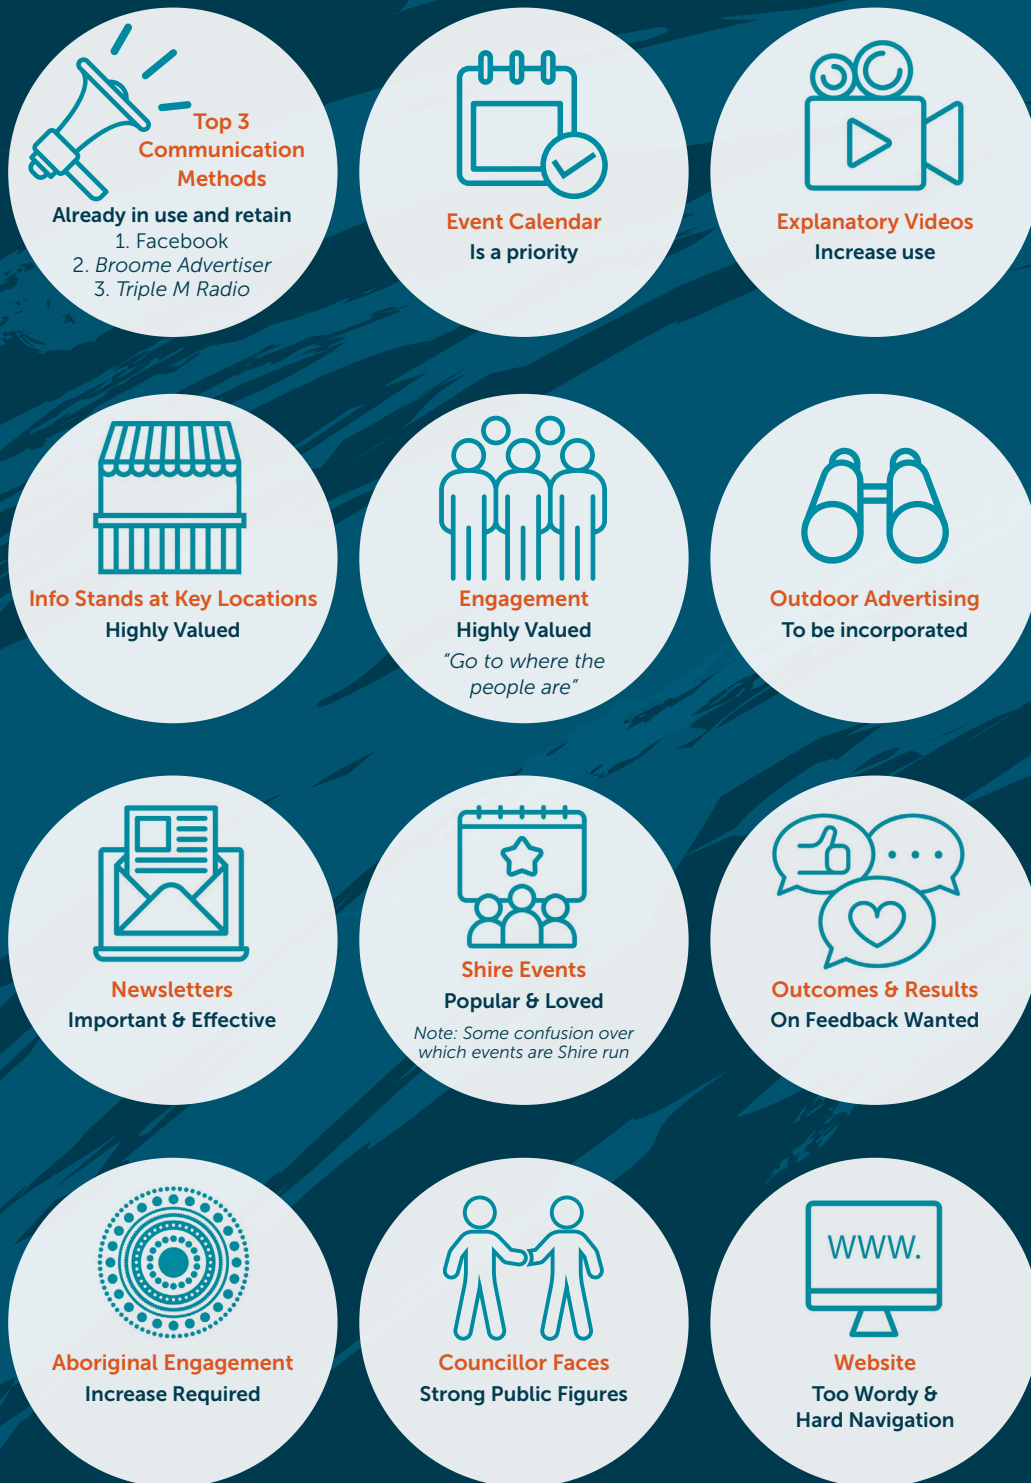 Top 3
Communication
Methods
Already in use and retain
1. Facebook
2. Broome Advertiser
3. Triple M Radio
Event Calendar
Is a priority
Explanatory Videos
Increase use
Info Stands at Key Locations
Highly Valued
Engagement
Highly Valued
“Go to where the
people are”
Outdoor Advertising
To be incorporated
Newsletters
Important & Effective
Shire Events
Popular & Loved
Note: Some confusion over
which events are Shire run
Outcomes & Results
On Feedback Wanted
Aboriginal Engagement
Increase Required
Councillor Faces
Strong Public Figures
WWW.
Website
Too Wordy &
Hard Navigation